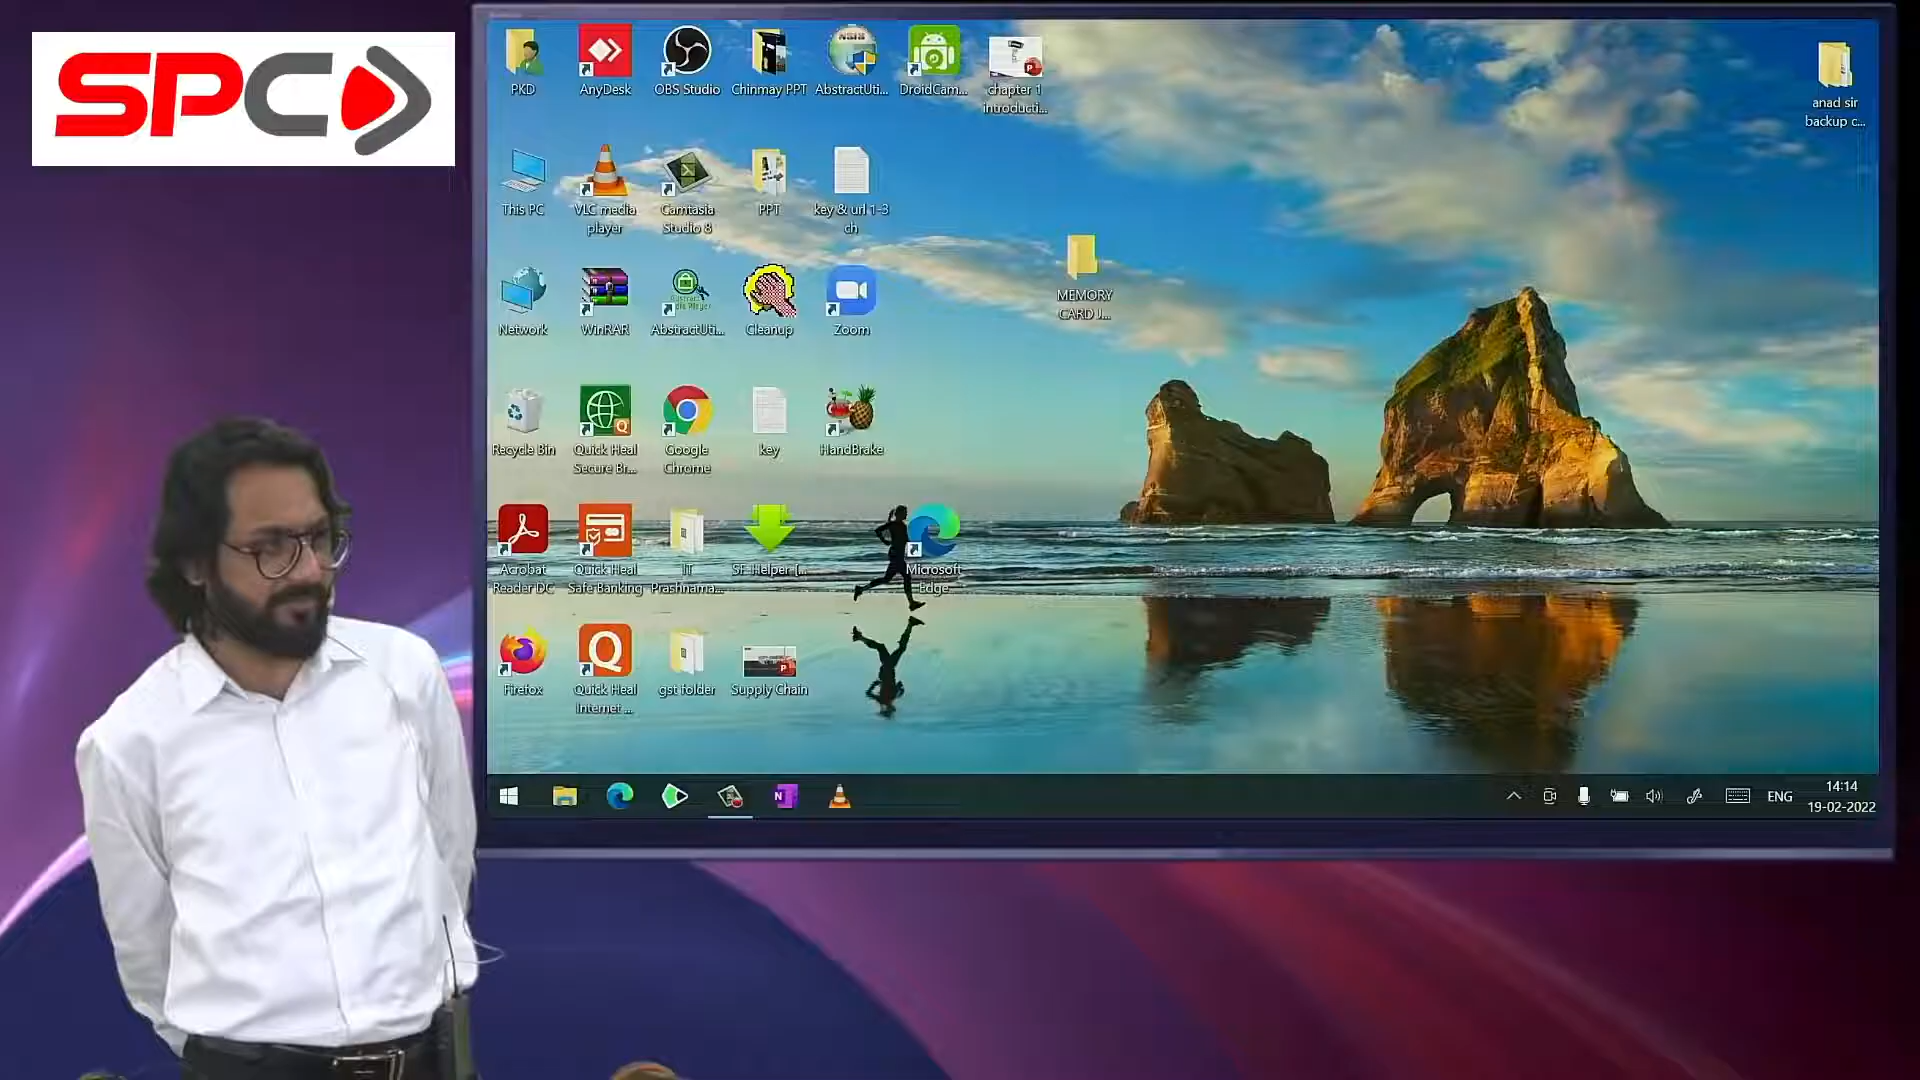 SPC
PKD
AnyDesk
OBS Studio
Chinmay PPT
AbstractUti...
DroidCam...
chapter 1
introducti...
anad sir
backup c...
This PC
VLC media
player
Camtasia
Studio 8
PPT
key & url 1-3
ch
MEMORY
CARD J...
Network
WinRAR
AbstractUti...
Cleanup
Zoom
Recycle Bin
Quick Heal
Secure Br...
Google
Chrome
key
HandBrake
Acrobat
Reader DC
Quick Heal
Safe Banking
IT
Prashnama...
SF-Helper (...
Microsoft
Edge
Firefox
Quick Heal
Internet ...
gst folder
Supply Chain
ENG
14:14
19-02-2022